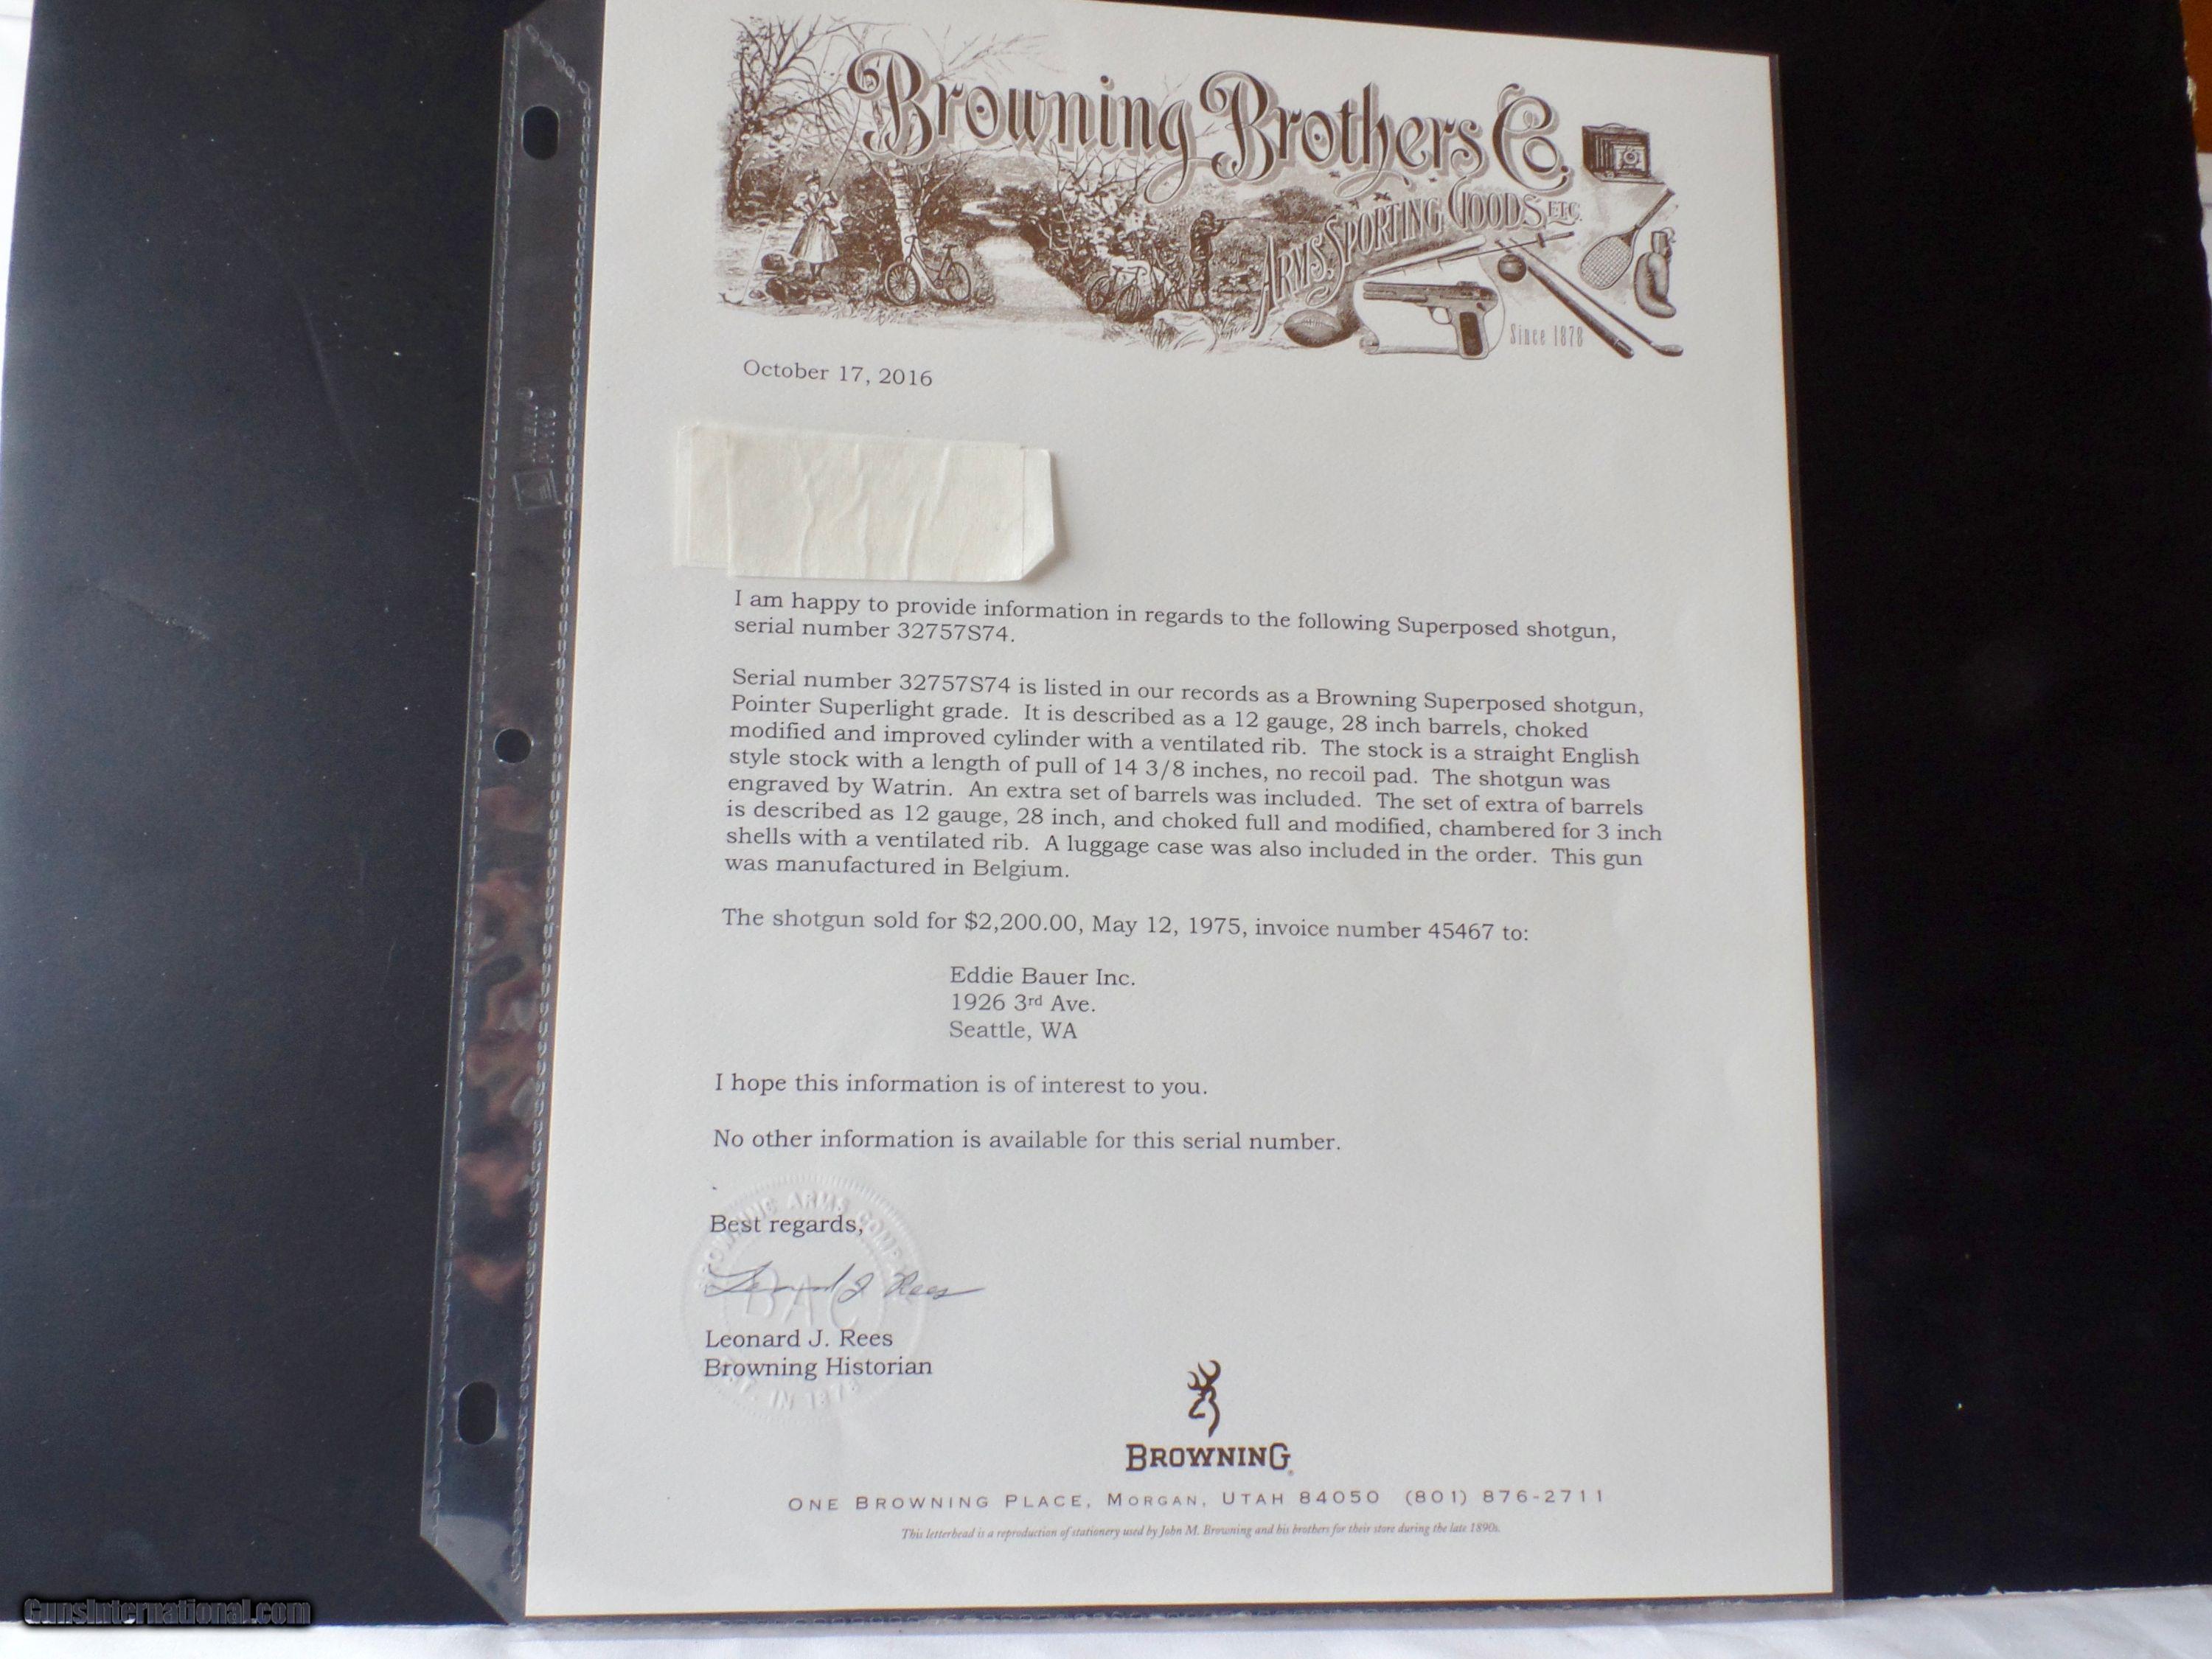 Browning Brothers Co.
Arms, Sporting Goods etc.
Since 1878
October 17, 2016
I am happy to provide information in regards to the following Superposed shotgun,
serial number 32757S74.
Serial number 32757S74 is listed in our records as a Browning Superposed shotgun,
Pointer Superlight grade.  It is described as a 12 gauge, 28 inch barrels, choked
modified and improved cylinder with a ventilated rib.  The stock is a straight English
style stock with a length of pull of 14 3/8 inches, no recoil pad.  The shotgun was
engraved by Watrin.  An extra set of barrels was included.  The set of extra of barrels
is described as 12 gauge, 28 inch, and choked full and modified, chambered for 3 inch
shells with a ventilated rib.  A luggage case was also included in the order.  This gun
was manufactured in Belgium.
The shotgun sold for $2,200.00, May 12, 1975, invoice number 45467 to:
Eddie Bauer Inc.
1926 3rd Ave.
Seattle, WA
I hope this information is of interest to you.
No other information is available for this serial number.
Best regards,
Leonard J Rees
BAC
Leonard J. Rees
Browning Historian
IN 1878
BROWNING
ONE BROWNING PLACE, MORGAN, UTAH 84050 (801) 876-2711
This letterhead is a reproduction of stationery used by John M. Browning and his brothers for their store during the late 1890s.
GunsInternational.com